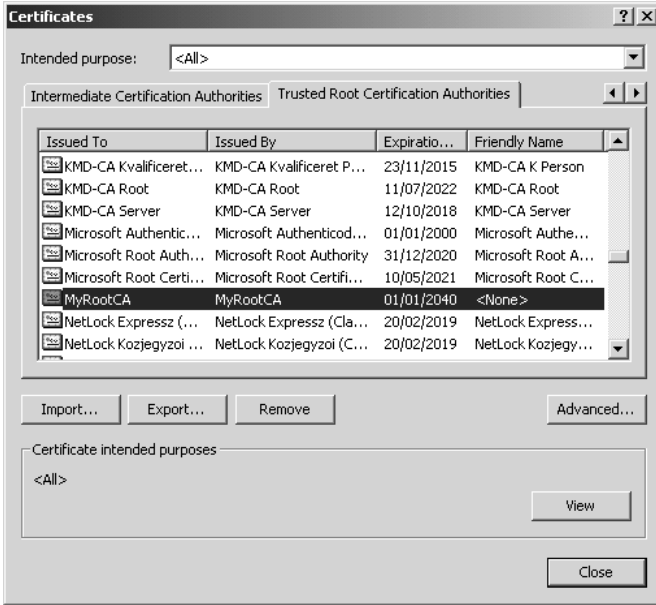 Certificates
Intended purpose: <All>
Intermediate Certification Authorities Trusted Root Certification Authorities
Issued To Issued By Expiratio... Friendly Name
KMD-CA Kvalificeret... KMD-CA Kvalificeret P... 23/11/2015 KMD-CA K Person
KMD-CA Root KMD-CA Root 11/07/2022 KMD-CA Root
KMD-CA Server KMD-CA Server 12/10/2018 KMD-CA Server
Microsoft Authentic... Microsoft Authenticod... 01/01/2000 Microsoft Authe...
Microsoft Root Auth... Microsoft Root Authority 31/12/2020 Microsoft Root A...
Microsoft Root Certi... Microsoft Root Certifi... 10/05/2021 Microsoft Root C...
MyRootCA MyRootCA 01/01/2040 <None>
NetLock Expressz (... NetLock Expressz (Cla... 20/02/2019 NetLock Express...
NetLock Kozjegyzoi ... NetLock Kozjegyzoi (C... 20/02/2019 NetLock Kozjegy...
Import... Export... Remove Advanced...
Certificate intended purposes
<All>
View
Close